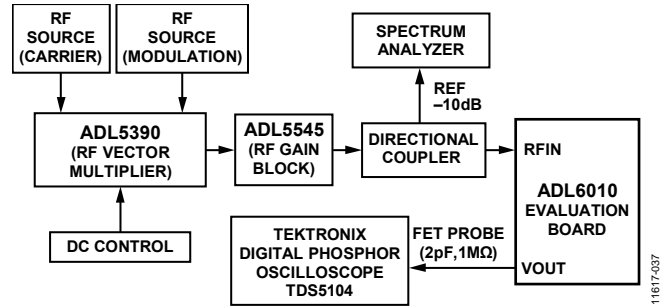 RF
SOURCE
(CARRIER)
RF
SOURCE
(MODULATION)
SPECTRUM
ANALYZER
REF
–10dB
ADL5390
(RF VECTOR
MULTIPLIER)
ADL5545
(RF GAIN
BLOCK)
DIRECTIONAL
COUPLER
RFIN
ADL6010
EVALUATION
BOARD
VOUT
DC CONTROL
TEKTRONIX
DIGITAL PHOSPHOR
OSCILLOSCOPE
TDS5104
FET PROBE
(2pF,1MΩ)
11617-037